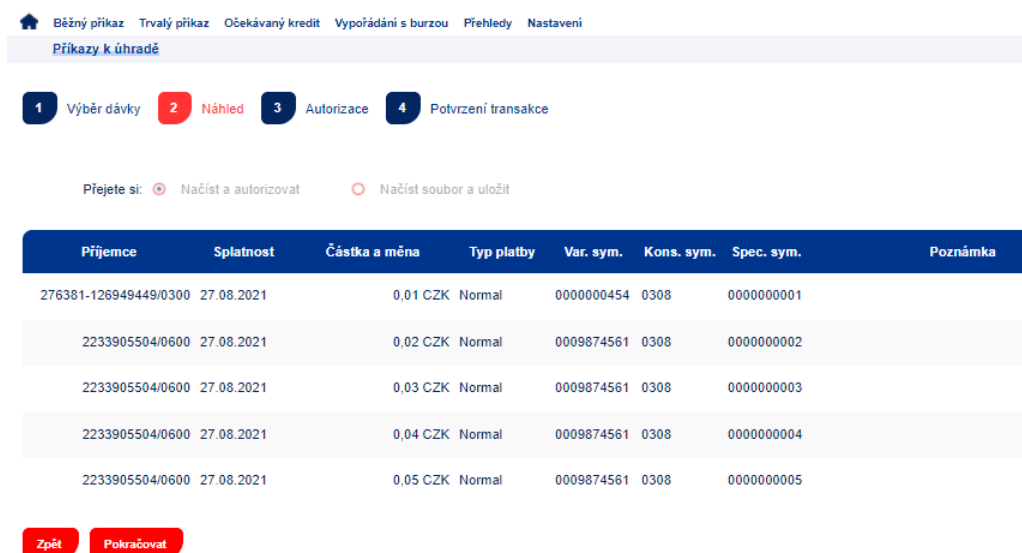 Běžný příkaz Trvalý příkaz Očekávaný kredit Vypořádání s burzou Přehledy Nastavení
Příkazy k úhradě
1 Výběr dávky 2 Náhled 3 Autorizace 4 Potvrzení transakce
Přejete si: Načíst a autorizovat Načíst soubor a uložit
Příjemce Splatnost Částka a měna Typ platby Var. sym. Kons. sym. Spec. sym. Poznámka
276381-126949449/0300 27.08.2021 0,01 CZK Normal 0000000454 0308 0000000001
2233905504/0600 27.08.2021 0,02 CZK Normal 0009874561 0308 0000000002
2233905504/0600 27.08.2021 0,03 CZK Normal 0009874561 0308 0000000003
2233905504/0600 27.08.2021 0,04 CZK Normal 0009874561 0308 0000000004
2233905504/0600 27.08.2021 0,05 CZK Normal 0009874561 0308 0000000005
Zpět Pokračovat